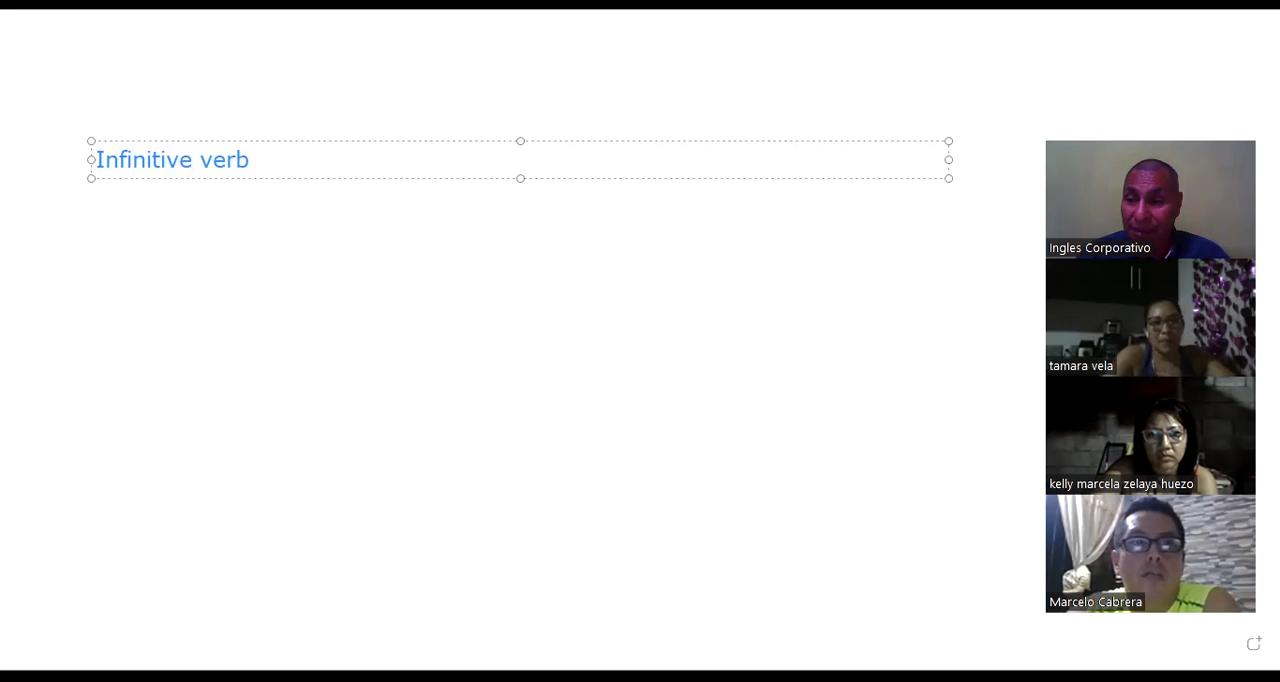 Infinitive verb
Ingles Corporativo
tamara vela
kelly marcela zelaya huezo
Marcelo Cabrera